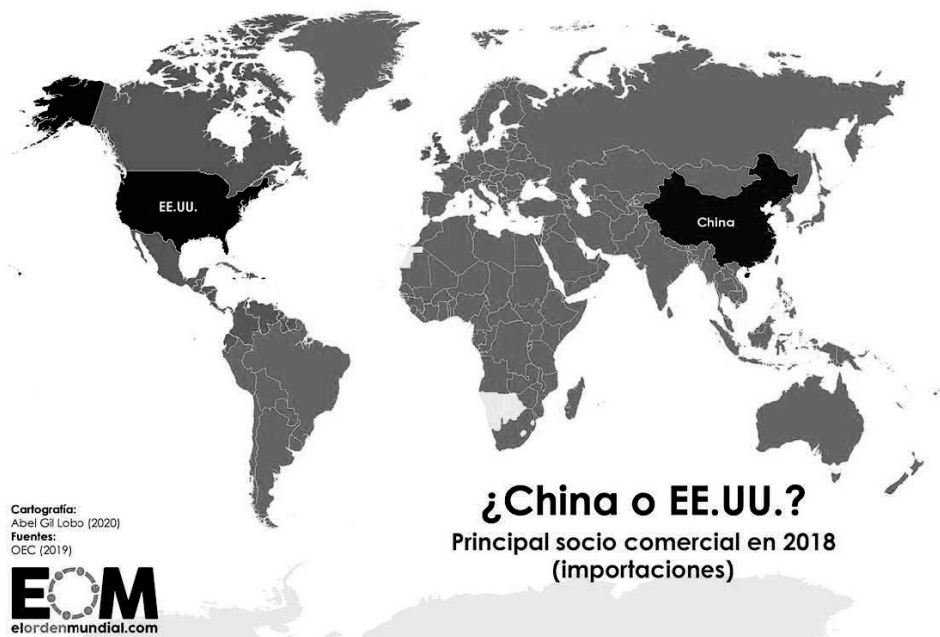 EE.UU.
China
¿China o EE.UU.?
Principal socio comercial en 2018
(importaciones)
Cartografía:
Abel Gil Lobo (2020)
Fuentes:
OEC (2019)
EOM
elordenmundial.com